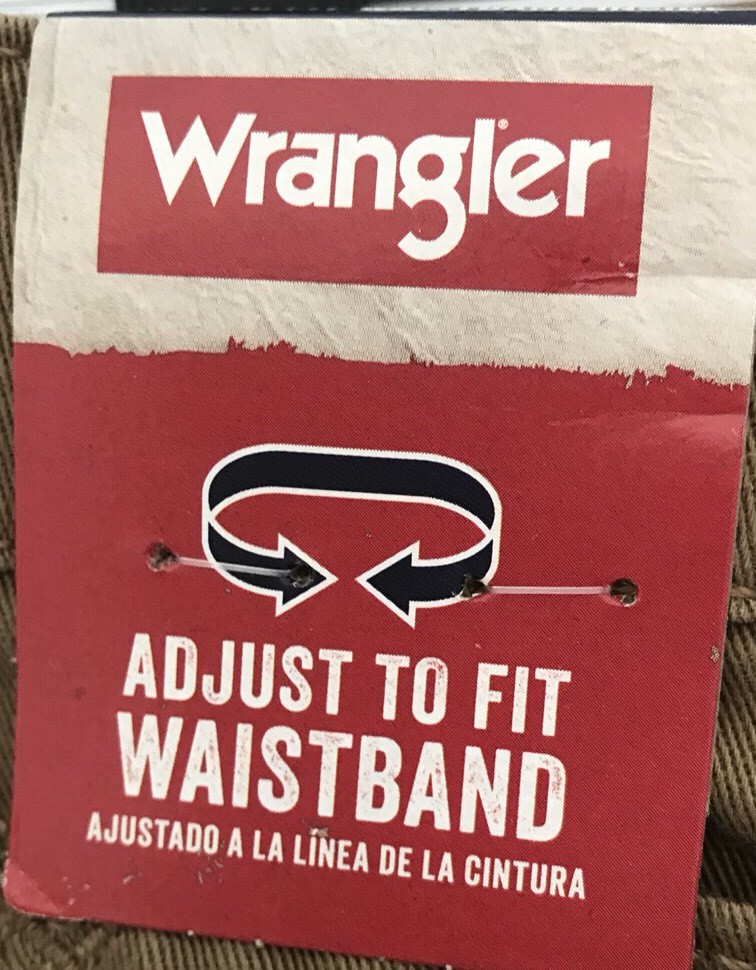 Wrangler®
ADJUST TO FIT
WAISTBAND
AJUSTADO A LA LÍNEA DE LA CINTURA